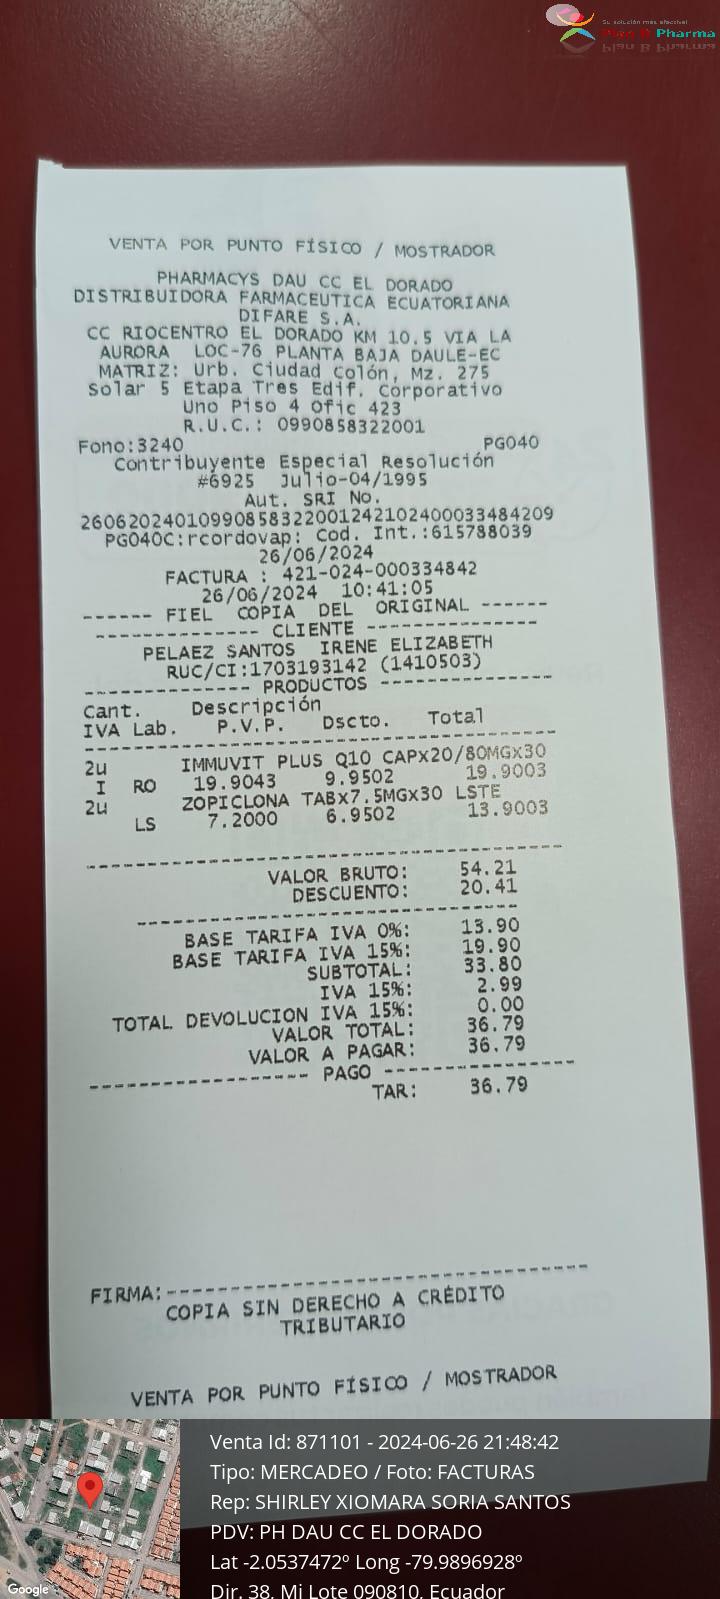 Su solución más efectiva!
Plan B Pharma
VENTA POR PUNTO FÍSICO / MOSTRADOR
PHARMACYS DAU CC EL DORADO
DISTRIBUIDORA FARMACEUTICA ECUATORIANA
DIFARE S.A.
CC RIOCENTRO EL DORADO KM 10.5 VIA LA
AURORA LOC-76 PLANTA BAJA DAULE-EC
MATRIZ: Urb. Ciudad Colón, Mz. 275
Solar 5 Etapa Tres Edif. Corporativo
Uno Piso 4 Ofic 423
R.U.C.: 0990858322001
Fono:3240 PG040
Contribuyente Especial Resolución
#6925 Julio-04/1995
Aut. SRI No.
26062024010990858322001242102400033484209
PG040C:rcordovap: Cod. Int.:615788039
26/06/2024
FACTURA : 421-024-000334842
26/06/2024 10:41:05
------ FIEL COPIA DEL ORIGINAL ------
--------------- CLIENTE ----------------
PELAEZ SANTOS IRENE ELIZABETH
RUC/CI:1703193142 (1410503)
--------------- PRODUCTOS ---------------
Cant. Descripción
IVA Lab. P.V.P. Dscto. Total
2u IMMUVIT PLUS Q10 CAPx20/80MGx30
I RO 19.9043 9.9502 19.9003
2u ZOPICLONA TABx7.5MGx30 LSTE
LS 7.2000 6.9502 13.9003
VALOR BRUTO: 54.21
DESCUENTO: 20.41
BASE TARIFA IVA 0%: 13.90
BASE TARIFA IVA 15%: 19.90
SUBTOTAL: 33.80
IVA 15%: 2.99
TOTAL DEVOLUCION IVA 15%: 0.00
VALOR TOTAL: 36.79
VALOR A PAGAR: 36.79
------------------ PAGO ------------------
TAR: 36.79
FIRMA:-----------------------------------
COPIA SIN DERECHO A CRÉDITO
TRIBUTARIO
VENTA POR PUNTO FÍSICO / MOSTRADOR
Venta Id: 871101 - 2024-06-26 21:48:42
Tipo: MERCADEO / Foto: FACTURAS
Rep: SHIRLEY XIOMARA SORIA SANTOS
PDV: PH DAU CC EL DORADO
Lat -2.0537472º Long -79.9896928º
Dir. 38, Mi Lote 090810, Ecuador
Google